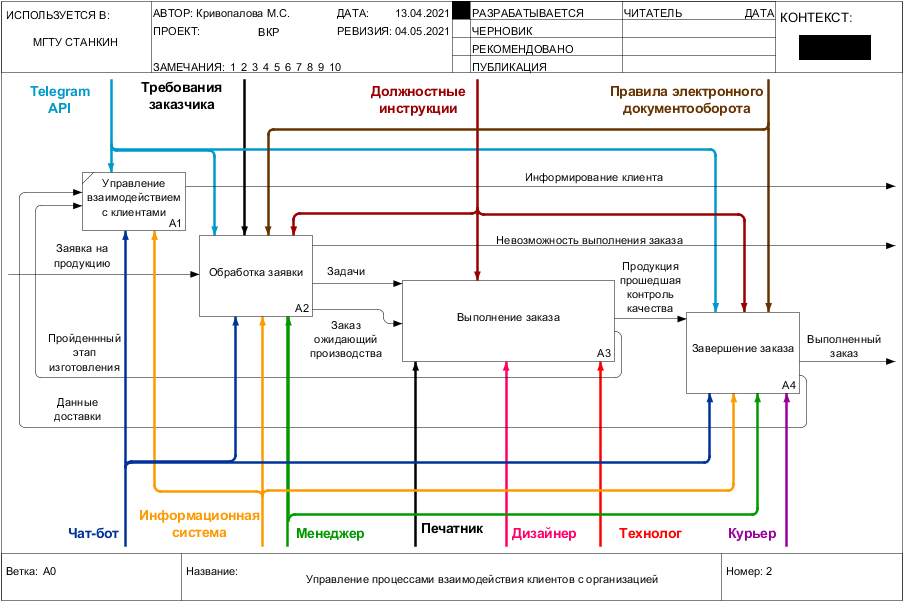 ИСПОЛЬЗУЕТСЯ В:
МГТУ СТАНКИН
АВТОР: Кривопалова М.С.
ДАТА: 13.04.2021
ПРОЕКТ: ВКР
РЕВИЗИЯ: 04.05.2021
ЗАМЕЧАНИЯ: 1 2 3 4 5 6 7 8 9 10
РАЗРАБАТЫВАЕТСЯ
ЧЕРНОВИК
РЕКОМЕНДОВАНО
ПУБЛИКАЦИЯ
ЧИТАТЕЛЬ
ДАТА
КОНТЕКСТ:
Telegram
API
Требования
заказчика
Должностные
инструкции
Правила электронного
документооборота
Управление
взаимодействием
с клиентами
A1
Информирование клиента
Заявка на
продукцию
Обработка заявки
A2
Невозможность выполнения заказа
Задачи
Заказ
ожидающий
производства
Выполнение заказа
A3
Продукция
прошедшая
контроль
качества
Завершение заказа
A4
Выполненный
заказ
Пройденнный
этап
изготовления
Данные
доставки
Чат-бот
Информационная
система
Менеджер
Печатник
Дизайнер
Технолог
Курьер
Ветка: A0
Название:
Управление процессами взаимодействия клиентов с организацией
Номер: 2